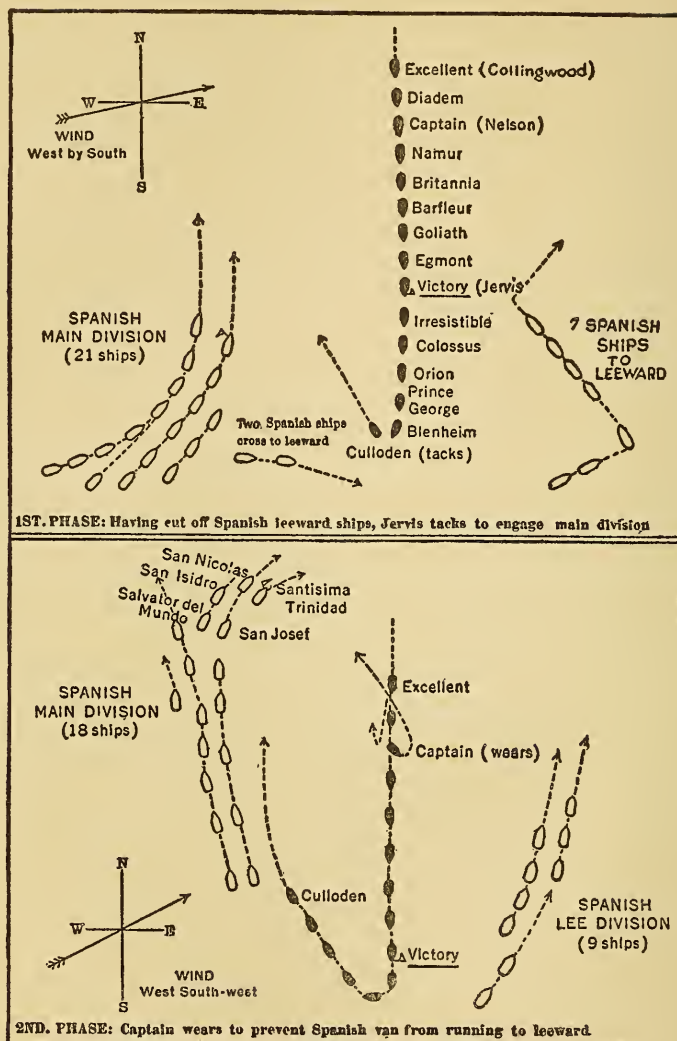 N
W E
WIND
West by South
S
Excellent (Collingwood)
Diadem
Captain (Nelson)
Namur
Britannia
Barfleur
Goliath
Egmont
Victory (Jervis
Irresistible
Colossus
Orion
Prince
George
Blenheim
Culloden (tacks)
SPANISH
MAIN DIVISION
(21 ships)
Two Spanish ships
cross to leeward
7 SPANISH
SHIPS
TO
LEEWARD
1ST. PHASE: Having cut off Spanish leeward ships, Jervis tacks to engage main division
San Nicolas
San Isidro
Santisima
Trinidad
Salvator del
Mundo
San Josef
SPANISH
MAIN DIVISION
(18 ships)
Excellent
Captain (wears)
Culloden
Victory
SPANISH
LEE DIVISION
(9 ships)
N
W E
S
WIND
West South-west
2ND. PHASE: Captain wears to prevent Spanish van from running to leeward